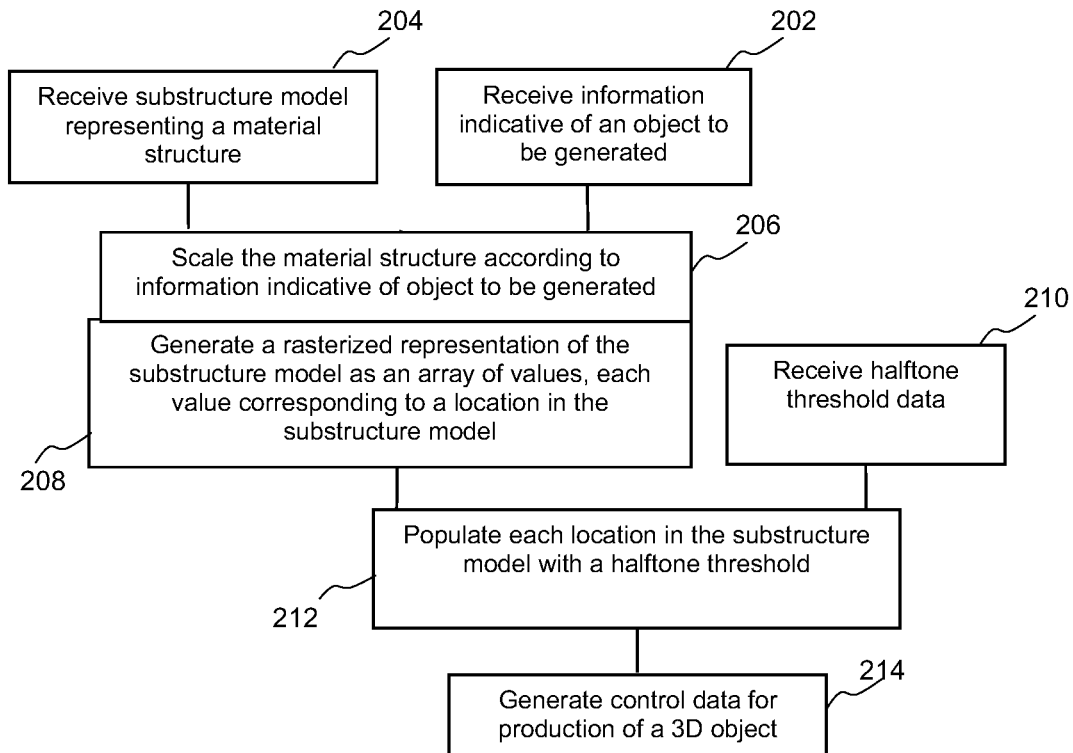 204
202
Receive substructure model
representing a material
structure
Receive information
indicative of an object to
be generated
206
Scale the material structure according to
information indicative of object to be generated
210
Generate a rasterized representation of the
substructure model as an array of values, each
value corresponding to a location in the
substructure model
Receive halftone
threshold data
208
Populate each location in the substructure
model with a halftone threshold
212
214
Generate control data for
production of a 3D object